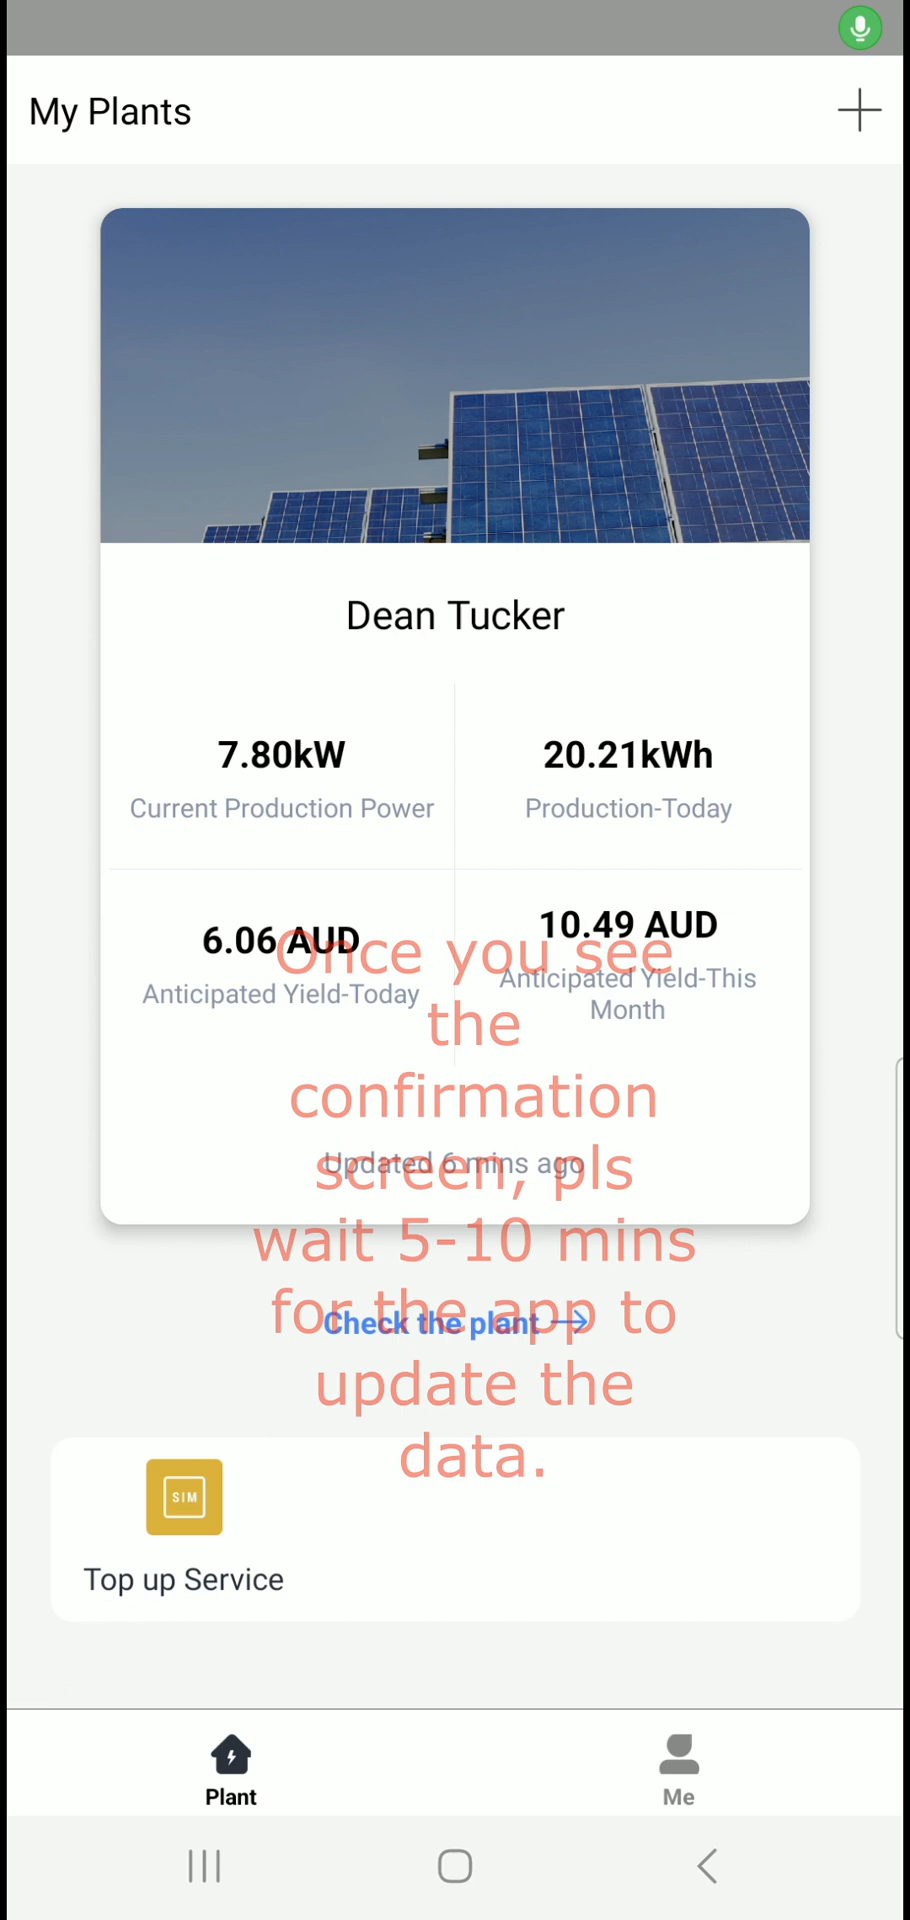 My Plants
Dean Tucker
7.80kW
Current Production Power
20.21kWh
Production-Today
6.06 AUD
Anticipated Yield-Today
10.49 AUD
Anticipated Yield-This
Month
Updated 6 mins ago
Check the plant
Once you see
the
confirmation
screen, pls
wait 5-10 mins
for the app to
update the
data.
SIM
Top up Service
Plant
Me